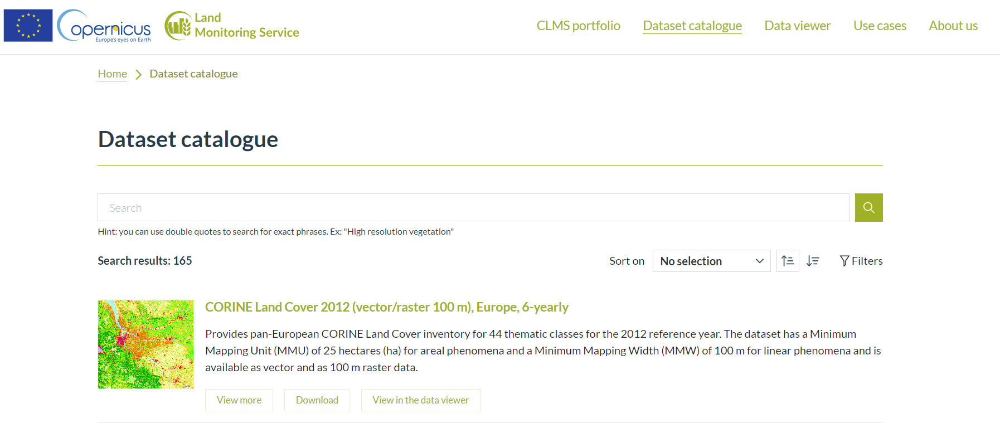 opernicus
Europe's eyes on Earth
Land
Monitoring Service
CLMS portfolio
Dataset catalogue
Data viewer
Use cases
About us
Home
Dataset catalogue
Dataset catalogue
Search
Hint: you can use double quotes to search for exact phrases. Ex: "High resolution vegetation"
Search results: 165
Sort on
No selection
Filters
CORINE Land Cover 2012 (vector/raster 100 m), Europe, 6-yearly
Provides pan-European CORINE Land Cover inventory for 44 thematic classes for the 2012 reference year. The dataset has a Minimum
Mapping Unit (MMU) of 25 hectares (ha) for areal phenomena and a Minimum Mapping Width (MMW) of 100 m for linear phenomena and is
available as vector and as 100 m raster data.
View more
Download
View in the data viewer